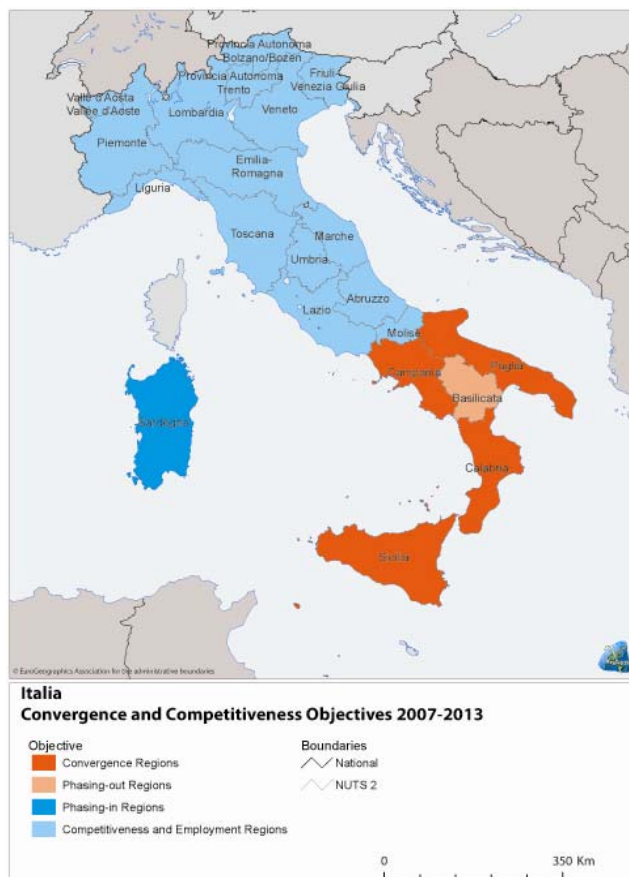 Provincia Autonoma
Bolzano/Bozen
Provincia Autonoma
Trento
Friuli-
Venezia Giulia
Valle d'Aosta
Vallée d'Aoste
Lombardia
Veneto
Piemonte
Emilia-
Romagna
Liguria
Toscana
Marche
Umbria
Abruzzo
Lazio
Molise
Campania
Puglia
Basilicata
Sardegna
Calabria
Sicilia
© EuroGeographics Association for the administrative boundaries
Italia
Convergence and Competitiveness Objectives 2007-2013
Objective
Convergence Regions
Phasing-out Regions
Phasing-in Regions
Competitiveness and Employment Regions
Boundaries
National
NUTS 2
0 350 Km